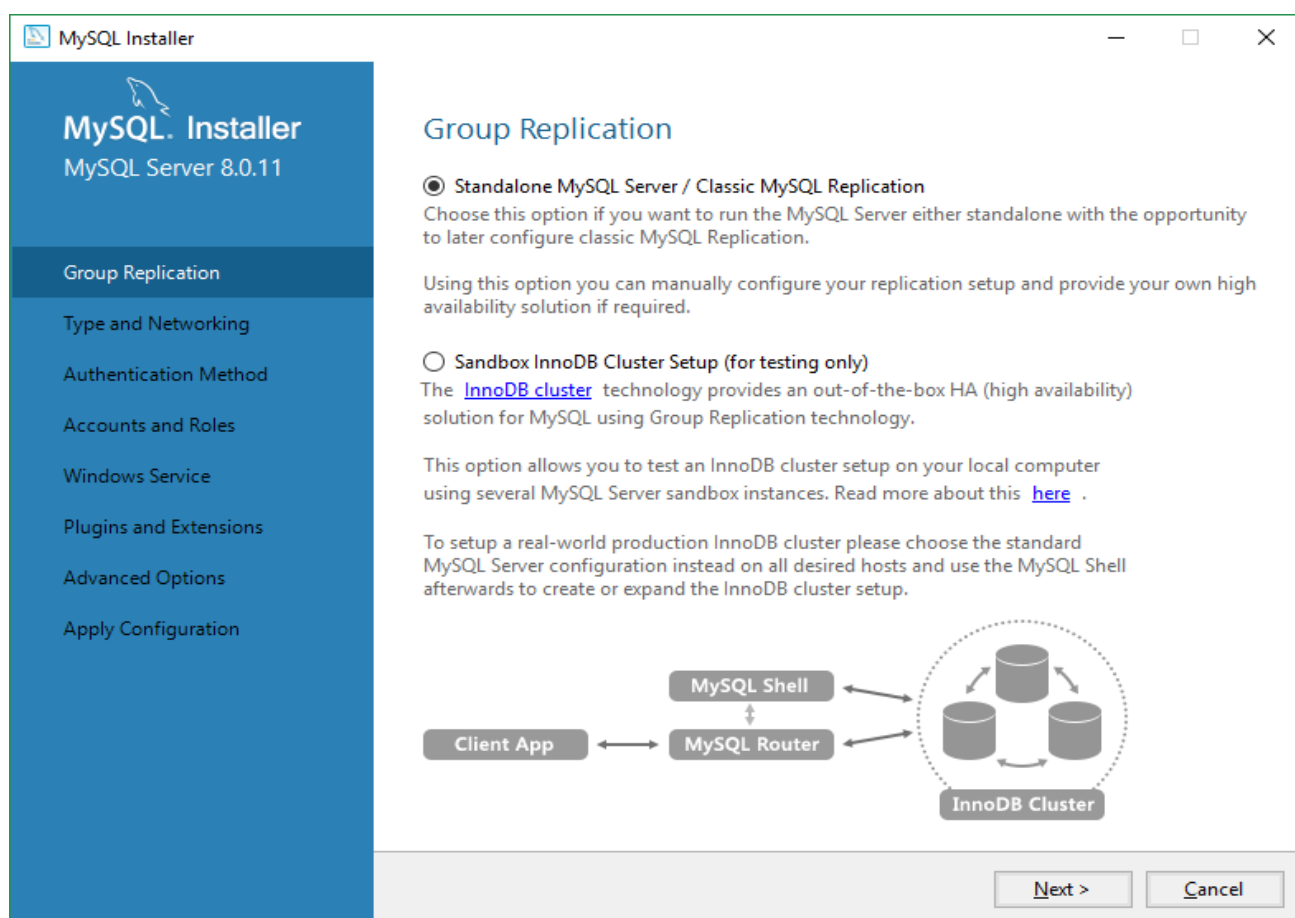 MySQL Installer
MySQL. Installer
MySQL Server 8.0.11
Group Replication
Type and Networking
Authentication Method
Accounts and Roles
Windows Service
Plugins and Extensions
Advanced Options
Apply Configuration
Group Replication
Standalone MySQL Server / Classic MySQL Replication
Choose this option if you want to run the MySQL Server either standalone with the opportunity
to later configure classic MySQL Replication.
Using this option you can manually configure your replication setup and provide your own high
availability solution if required.
Sandbox InnoDB Cluster Setup (for testing only)
The InnoDB cluster technology provides an out-of-the-box HA (high availability)
solution for MySQL using Group Replication technology.
This option allows you to test an InnoDB cluster setup on your local computer
using several MySQL Server sandbox instances. Read more about this here .
To setup a real-world production InnoDB cluster please choose the standard
MySQL Server configuration instead on all desired hosts and use the MySQL Shell
afterwards to create or expand the InnoDB cluster setup.
MySQL Shell
Client App
MySQL Router
InnoDB Cluster
Next >
Cancel